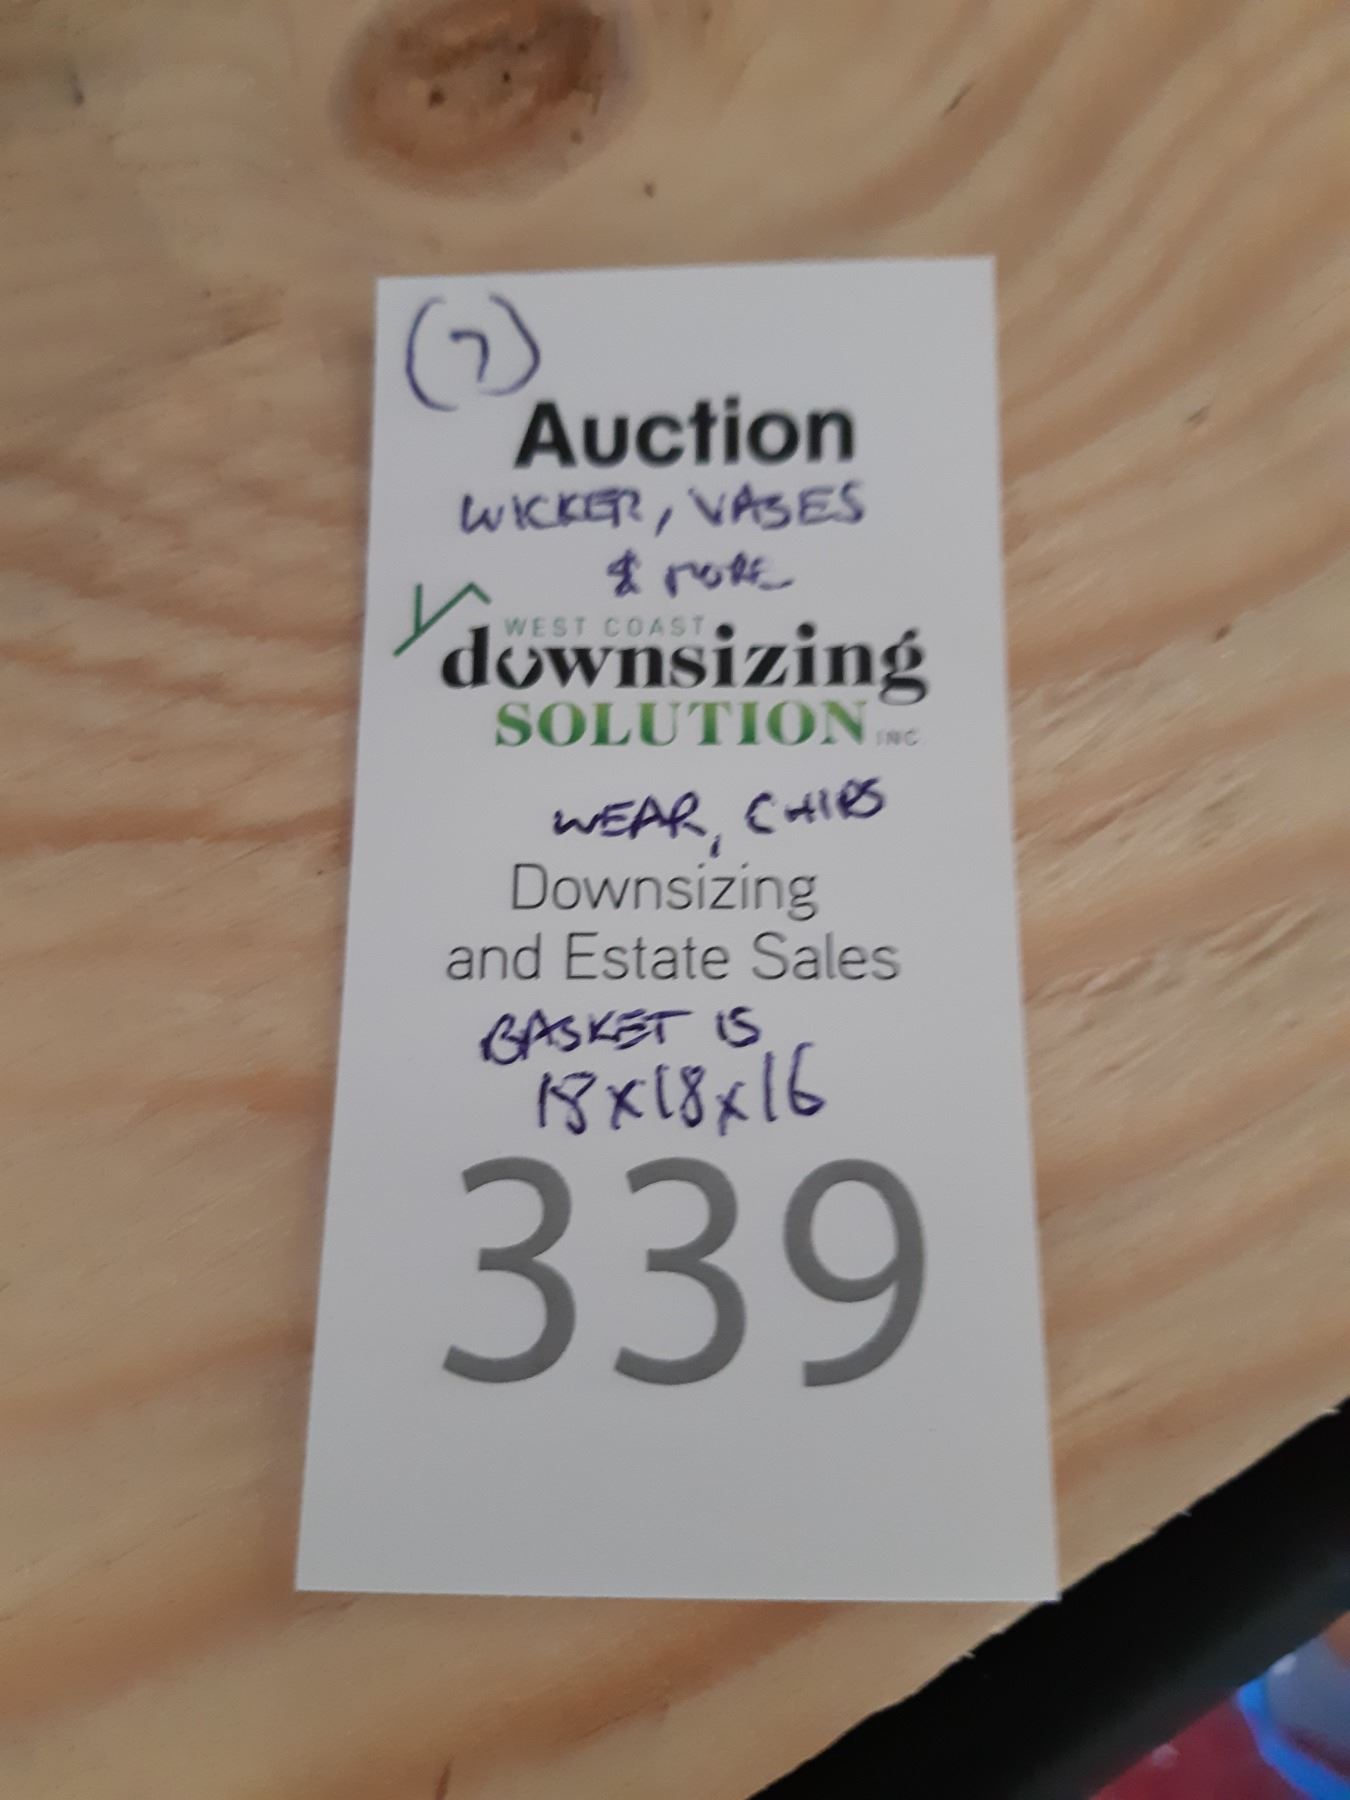 (7)
Auction
WICKER, VASES
& MORE
WEST COAST
downsizing
SOLUTION INC.
WEAR, CHIPS
Downsizing
and Estate Sales
BASKET IS
18x18x16
339